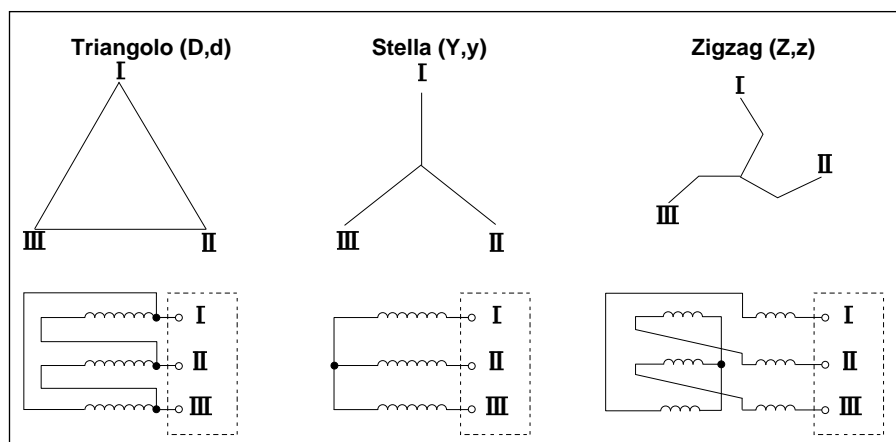 Triangolo (D,d) Stella (Y,y) Zigzag (Z,z)
I I I
II
III II III II III
I I I
II II II
III III III